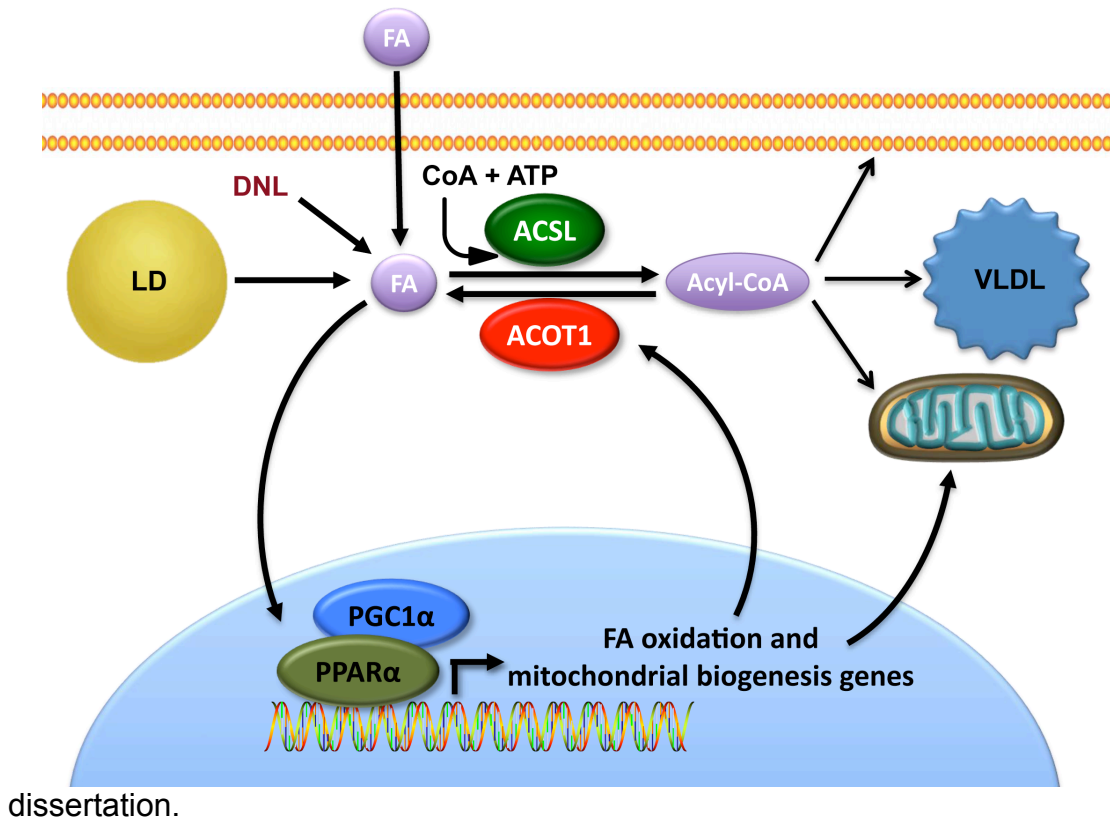 FA
CoA + ATP
DNL
ACSL
LD
FA
Acyl-CoA
VLDL
ACOT1
PGC1α
FA oxidation and
PPARα
mitochondrial biogenesis genes
dissertation.